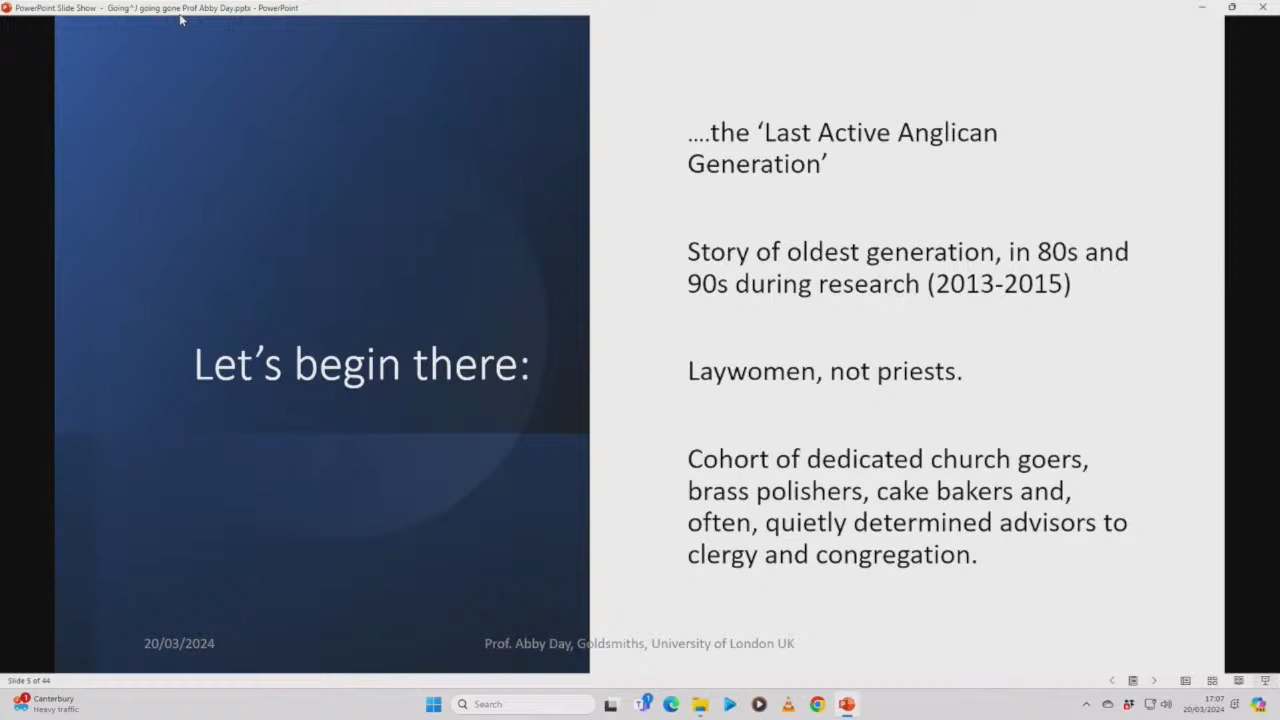 PowerPoint Slide Show - Going^J going gone Prof Abby Day.pptx - PowerPoint
....the ‘Last Active Anglican
Generation’
Story of oldest generation, in 80s and
90s during research (2013-2015)
Let’s begin there:
Laywomen, not priests.
Cohort of dedicated church goers,
brass polishers, cake bakers and,
often, quietly determined advisors to
clergy and congregation.
20/03/2024
Prof. Abby Day, Goldsmiths, University of London UK
Slide 5 of 44
Canterbury
Heavy traffic
Search
17:07
20/03/2024